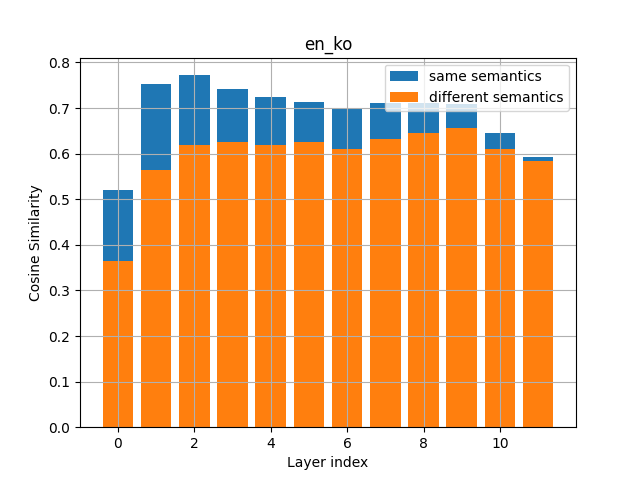 en_ko
same semantics
different semantics
0.8
0.7
0.6
0.5
0.4
0.3
0.2
0.1
0.0
Cosine Similarity
0 2 4 6 8 10
Layer index